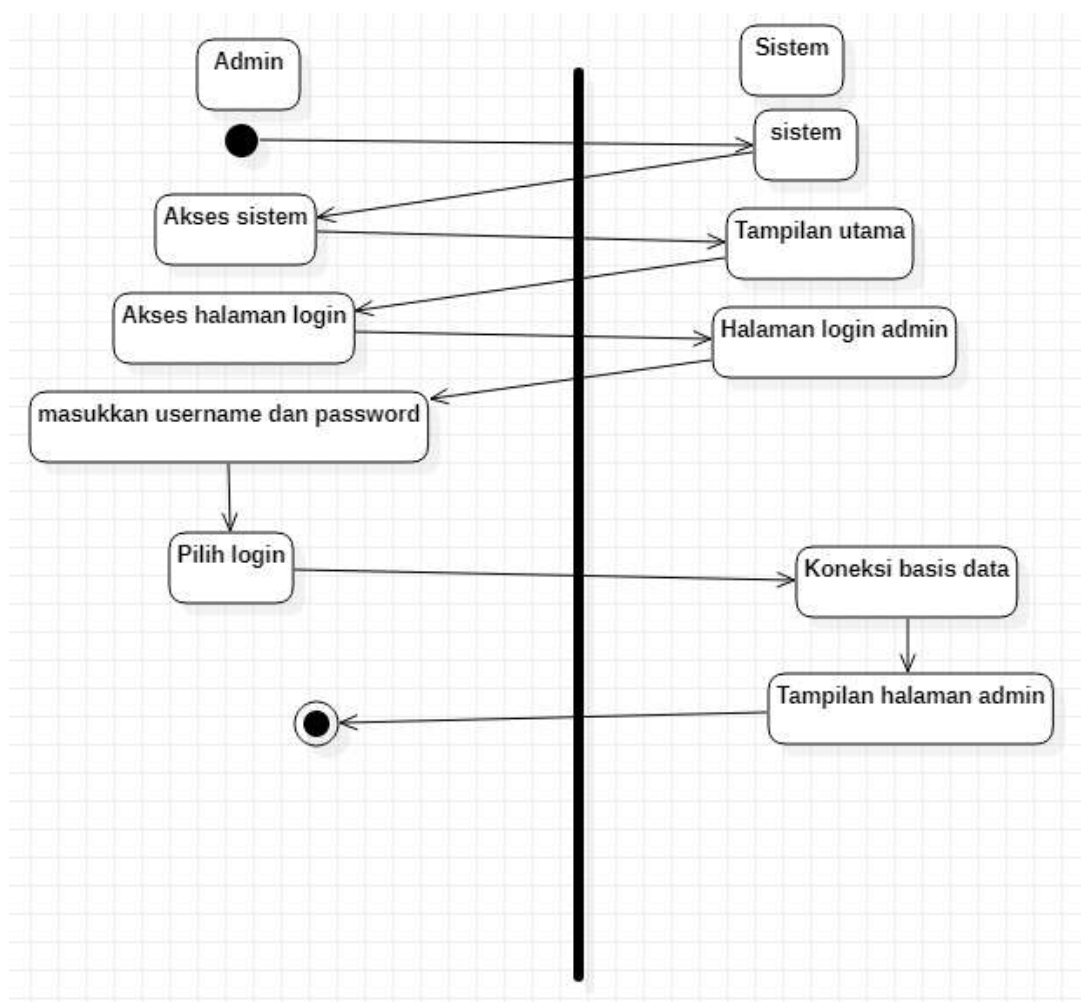 Admin
Sistem
sistem
Akses sistem
Tampilan utama
Akses halaman login
Halaman login admin
masukkan username dan password
Pilih login
Koneksi basis data
Tampilan halaman admin